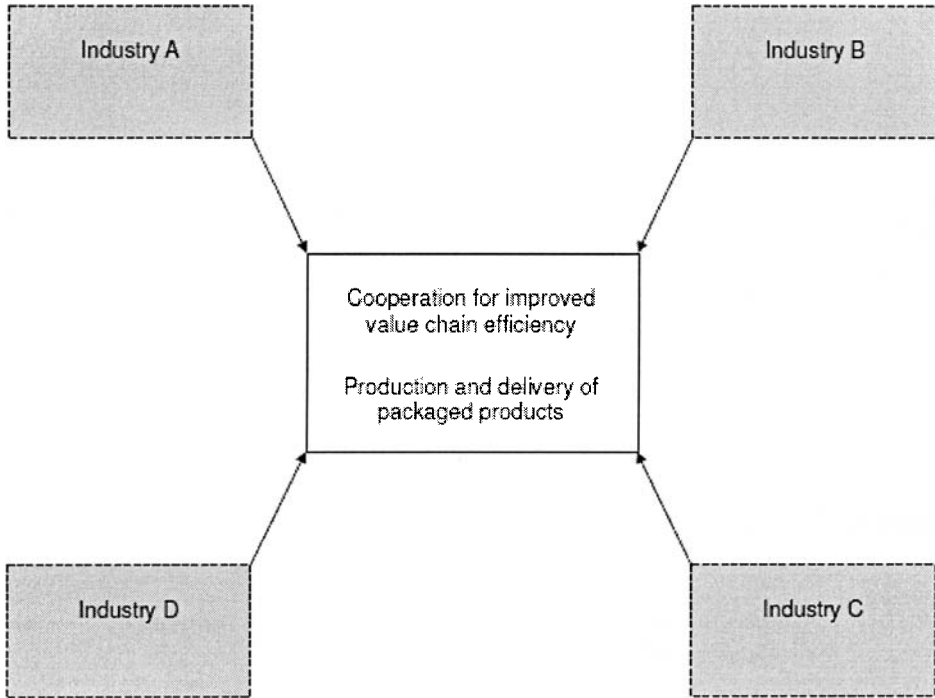 Industry A
Industry B
Cooperation for improved
value chain efficiency
Production and delivery of
packaged products
Industry D
Industry C